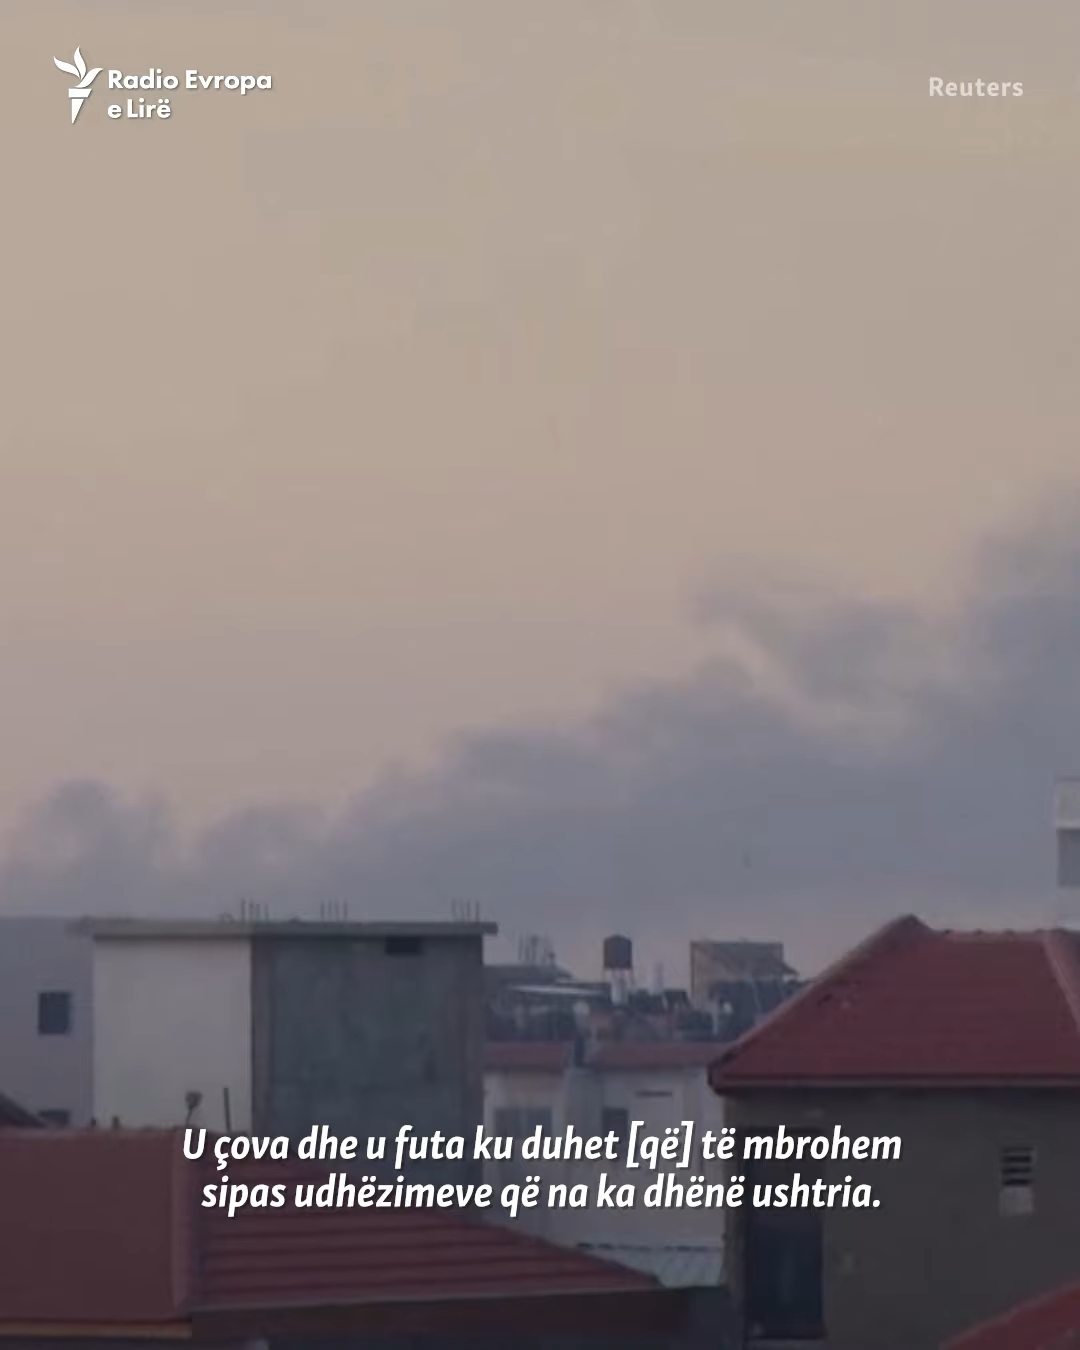 Radio Evropa
e Lirë
Reuters
U çova dhe u futa ku duhet [që] të mbrohem
sipas udhëzimeve që na ka dhënë ushtria.